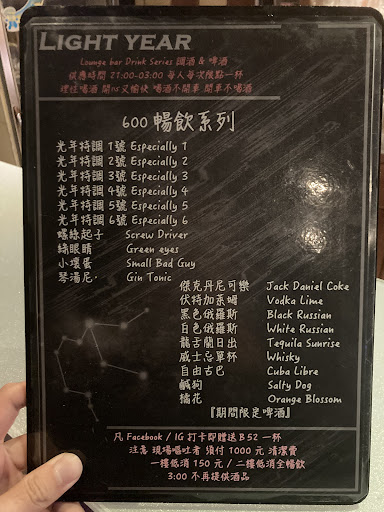 LIGHT YEAR
Lounge bar Drink Series 調酒 & 啤酒
供應時間 21:00-03:00 每人每次限點一杯
理性喝酒 開心又愉快 喝酒不開車 開車不喝酒
600 暢飲系列
光年特調 1號 Especially 1
光年特調 2號 Especially 2
光年特調 3號 Especially 3
光年特調 4號 Especially 4
光年特調 5號 Especially 5
光年特調 6號 Especially 6
螺絲起子 Screw Driver
綠眼睛 Green eyes
小壞蛋 Small Bad Guy
琴湯尼 Gin Tonic
傑克丹尼可樂 Jack Daniel Coke
伏特加萊姆 Vodka Lime
黑色俄羅斯 Black Russian
白色俄羅斯 White Russian
龍舌蘭日出 Tequila Sunrise
威士忌單杯 Whisky
自由古巴 Cuba Libre
鹹狗 Salty Dog
橘花 Orange Blossom
『期間限定啤酒』
凡 Facebook / IG 打卡即贈送 B52 一杯
注意 現場嘔吐者 須付 1000 元 清潔費
一樓低消 150 元 / 二樓低消全暢飲
3:00 不再提供酒品